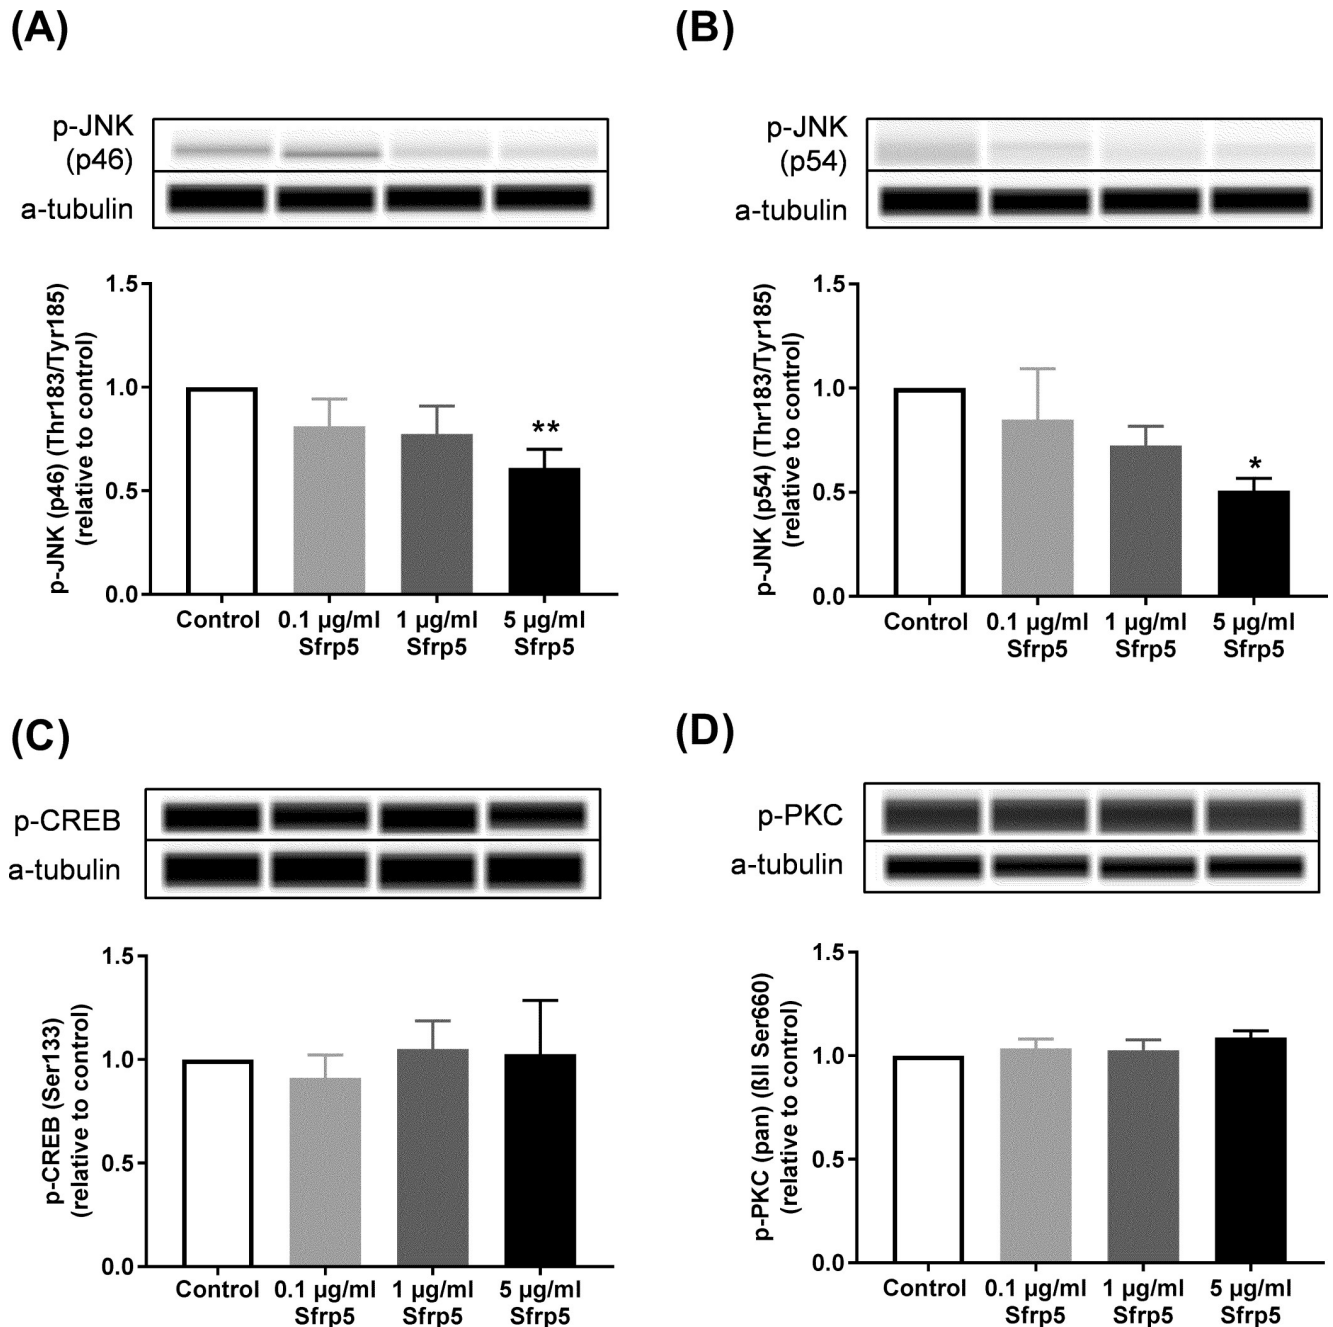 (A)
p-JNK
(p46)
a-tubulin
p-JNK (p46) (Thr183/Tyr185)
(relative to control)
1.5
1.0
0.5
0.0
**
Control
0.1 µg/ml
Sfrp5
1 µg/ml
Sfrp5
5 µg/ml
Sfrp5
(B)
p-JNK
(p54)
a-tubulin
p-JNK (p54) (Thr183/Tyr185)
(relative to control)
1.5
1.0
0.5
0.0
*
Control
0.1 µg/ml
Sfrp5
1 µg/ml
Sfrp5
5 µg/ml
Sfrp5
(C)
p-CREB
a-tubulin
p-CREB (Ser133)
(relative to control)
1.5
1.0
0.5
0.0
Control
0.1 µg/ml
Sfrp5
1 µg/ml
Sfrp5
5 µg/ml
Sfrp5
(D)
p-PKC
a-tubulin
p-PKC (pan) (ßII Ser660)
(relative to control)
1.5
1.0
0.5
0.0
Control
0.1 µg/ml
Sfrp5
1 µg/ml
Sfrp5
5 µg/ml
Sfrp5